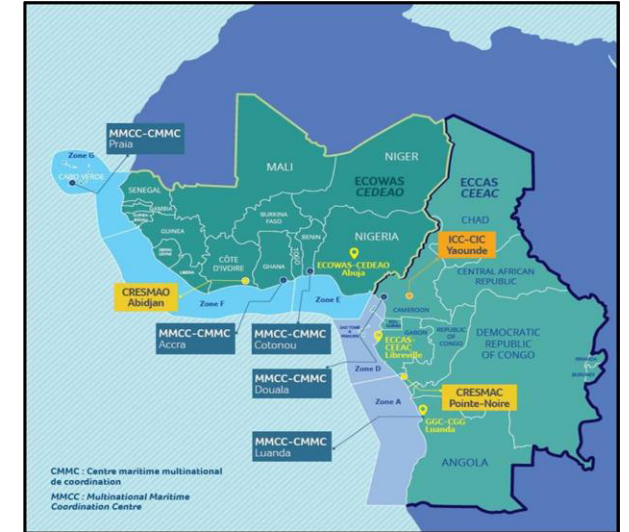 MMCC-CMMC
Praia
Zone G
CABO VERDE
SENEGAL
GAMBIA
GUINEA
MALI
NIGER
ECOWAS
CEDEAO
BURKINA
FASO
BENIN
TOGO
NIGERIA
CÔTE
D'IVOIRE
GHANA
ECOWAS-CEDEAO
Abuja
ECCAS
CEEAC
CHAD
ICC-CIC
Yaounde
CENTRAL AFRICAN
REPUBLIC
CAMEROON
CRESMAO
Abidjan
Zone F
Zone E
MMCC-CMMC
Accra
MMCC-CMMC
Cotonou
SAO TOMÉ
GABON
REPUBLIC
OF CONGO
DEMOCRATIC
REPUBLIC
OF CONGO
ECCAS-
CEEAC
Libreville
Zone D
MMCC-CMMC
Douala
Zone A
CRESMAC
Pointe-Noire
GGC-CGG
Luanda
MMCC-CMMC
Luanda
ANGOLA
CMMC : Centre maritime multinational
de coordination
MMCC : Multinational Maritime
Coordination Centre